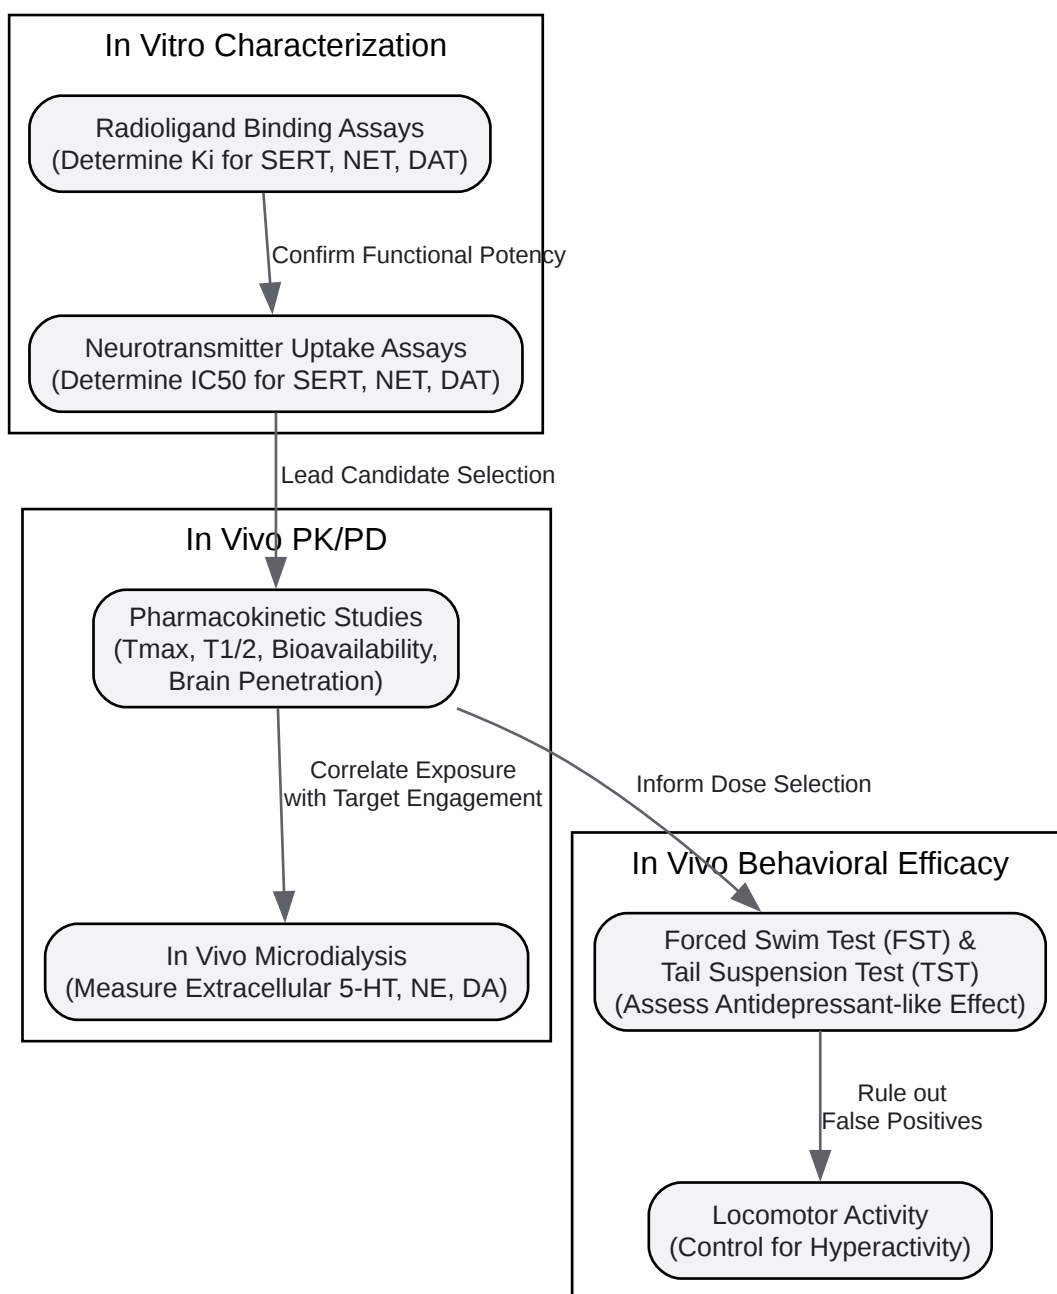 In Vitro Characterization
Radioligand Binding Assays
(Determine Ki for SERT, NET, DAT)
Confirm Functional Potency
Neurotransmitter Uptake Assays
(Determine IC50 for SERT, NET, DAT)
Lead Candidate Selection
In Vivo PK/PD
Pharmacokinetic Studies
(Tmax, T1/2, Bioavailability,
Brain Penetration)
Correlate Exposure
with Target Engagement
Inform Dose Selection
In Vivo Microdialysis
(Measure Extracellular 5-HT, NE, DA)
In Vivo Behavioral Efficacy
Forced Swim Test (FST) &
Tail Suspension Test (TST)
(Assess Antidepressant-like Effect)
Rule out
False Positives
Locomotor Activity
(Control for Hyperactivity)